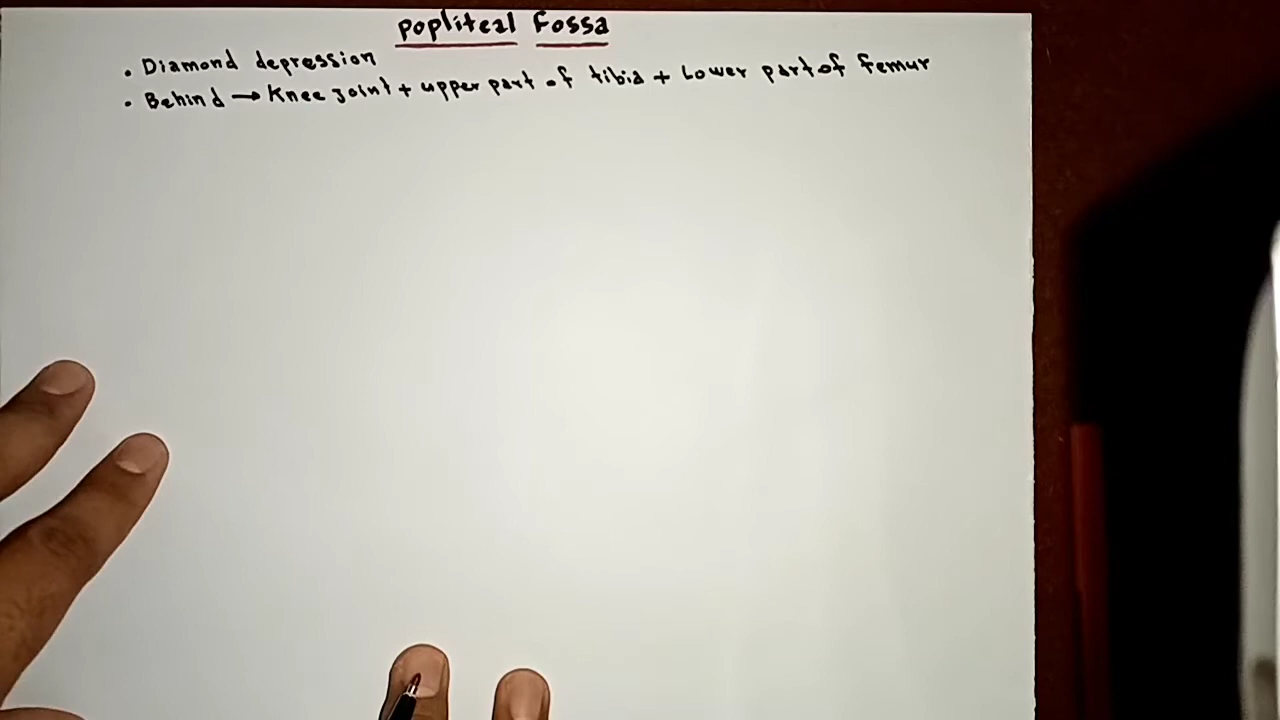 Popliteal Fossa
• Diamond depression
• Behind → Knee joint + upper part of tibia + Lower part of femur